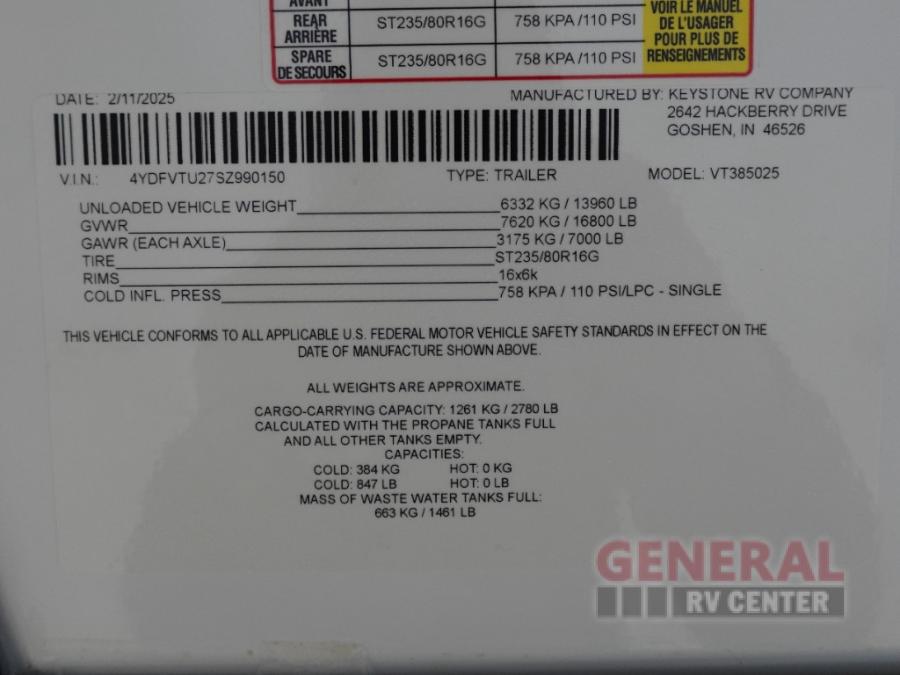 AVANT
REAR
ARRIÈRE
ST235/80R16G
758 KPA /110 PSI
SPARE
DE SECOURS
ST235/80R16G
758 KPA /110 PSI
VOIR LE MANUEL
DE L'USAGER
POUR PLUS DE
RENSEIGNEMENTS
DATE: 2/11/2025
MANUFACTURED BY: KEYSTONE RV COMPANY
2642 HACKBERRY DRIVE
GOSHEN, IN 46526
V.I.N.: 4YDFVTU27SZ990150 TYPE: TRAILER MODEL: VT385025
UNLOADED VEHICLE WEIGHT 6332 KG / 13960 LB
GVWR 7620 KG / 16800 LB
GAWR (EACH AXLE) 3175 KG / 7000 LB
TIRE ST235/80R16G
RIMS 16x6k
COLD INFL. PRESS 758 KPA / 110 PSI/LPC - SINGLE
THIS VEHICLE CONFORMS TO ALL APPLICABLE U.S. FEDERAL MOTOR VEHICLE SAFETY STANDARDS IN EFFECT ON THE
DATE OF MANUFACTURE SHOWN ABOVE.
ALL WEIGHTS ARE APPROXIMATE.
CARGO-CARRYING CAPACITY: 1261 KG / 2780 LB
CALCULATED WITH THE PROPANE TANKS FULL
AND ALL OTHER TANKS EMPTY.
CAPACITIES:
COLD: 384 KG HOT: 0 KG
COLD: 847 LB HOT: 0 LB
MASS OF WASTE WATER TANKS FULL:
663 KG / 1461 LB
GENERAL
RV CENTER